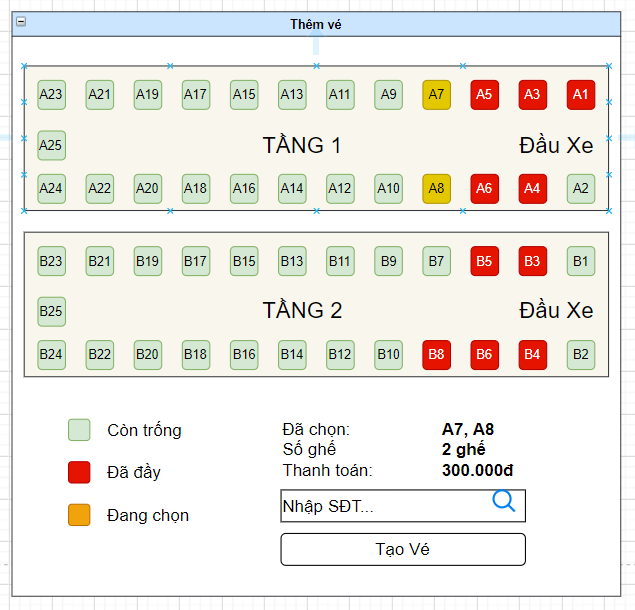 Thêm vé
A23 A21 A19 A17 A15 A13 A11 A9 A7 A5 A3 A1
A25 TẦNG 1 Đầu Xe
A24 A22 A20 A18 A16 A14 A12 A10 A8 A6 A4 A2
B23 B21 B19 B17 B15 B13 B11 B9 B7 B5 B3 B1
B25 TẦNG 2 Đầu Xe
B24 B22 B20 B18 B16 B14 B12 B10 B8 B6 B4 B2
Còn trống
Đã đầy
Đang chọn
Đã chọn: A7, A8
Số ghế 2 ghế
Thanh toán: 300.000đ
Nhập SĐT...
Tạo Vé